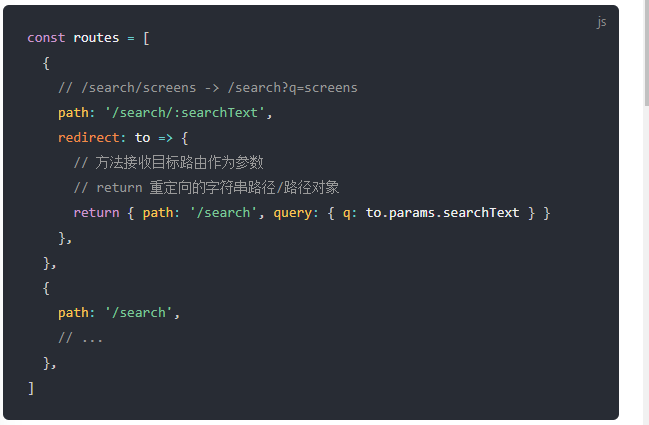 js
const routes = [
  {
    // /search/screens -> /search?q=screens
    path: '/search/:searchText',
    redirect: to => {
      // 方法接收目标路由作为参数
      // return 重定向的字符串路径/路径对象
      return { path: '/search', query: { q: to.params.searchText } }
    },
  },
  {
    path: '/search',
    // ...
  },
]